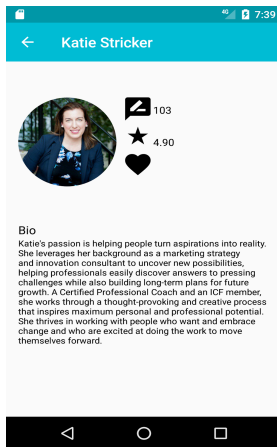 4G 7:39
Katie Stricker
103
4.90
Bio
Katie's passion is helping people turn aspirations into reality.
She leverages her background as a marketing strategy
and innovation consultant to uncover new possibilities,
helping professionals easily discover answers to pressing
challenges while also building long-term plans for future
growth. A Certified Professional Coach and an ICF member,
she works through a thought-provoking and creative process
that inspires maximum personal and professional potential.
She thrives in working with people who want and embrace
change and who are excited at doing the work to move
themselves forward.